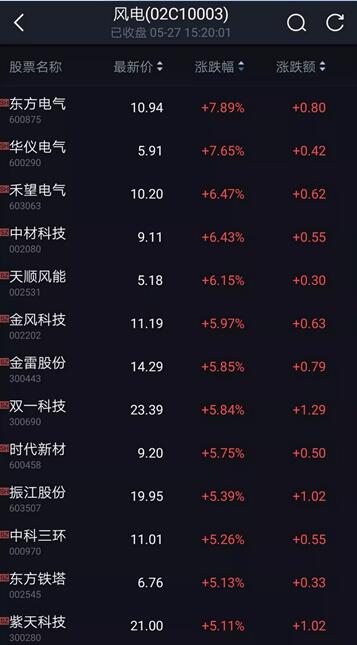 风电(02C10003)
已收盘 05-27 15:20:01
股票名称 最新价 涨跌幅 涨跌额
东方电气 10.94 +7.89% +0.80
600875
华仪电气 5.91 +7.65% +0.42
600290
禾望电气 10.20 +6.47% +0.62
603063
中材科技 9.11 +6.43% +0.55
002080
天顺风能 5.18 +6.15% +0.30
002531
金风科技 11.19 +5.97% +0.63
002202
金雷股份 14.29 +5.85% +0.79
300443
双一科技 23.39 +5.84% +1.29
300690
时代新材 9.20 +5.75% +0.50
600458
振江股份 19.95 +5.39% +1.02
603507
中科三环 11.01 +5.26% +0.55
000970
东方铁塔 6.76 +5.13% +0.33
002545
紫天科技 21.00 +5.11% +1.02
300280